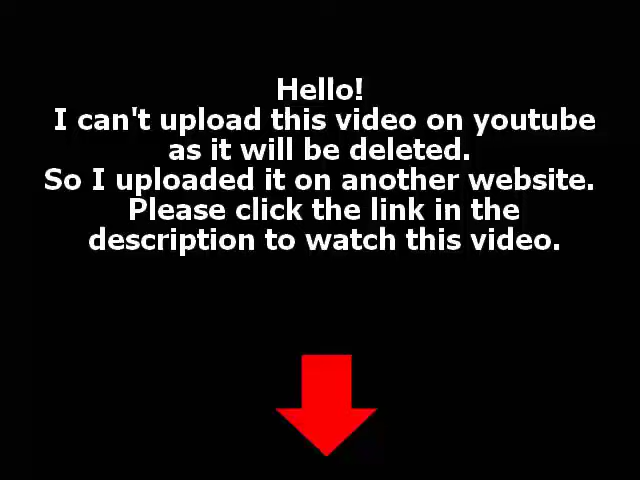 Hello!
I can't upload this video on youtube
as it will be deleted.
So I uploaded it on another website.
Please click the link in the
description to watch this video.